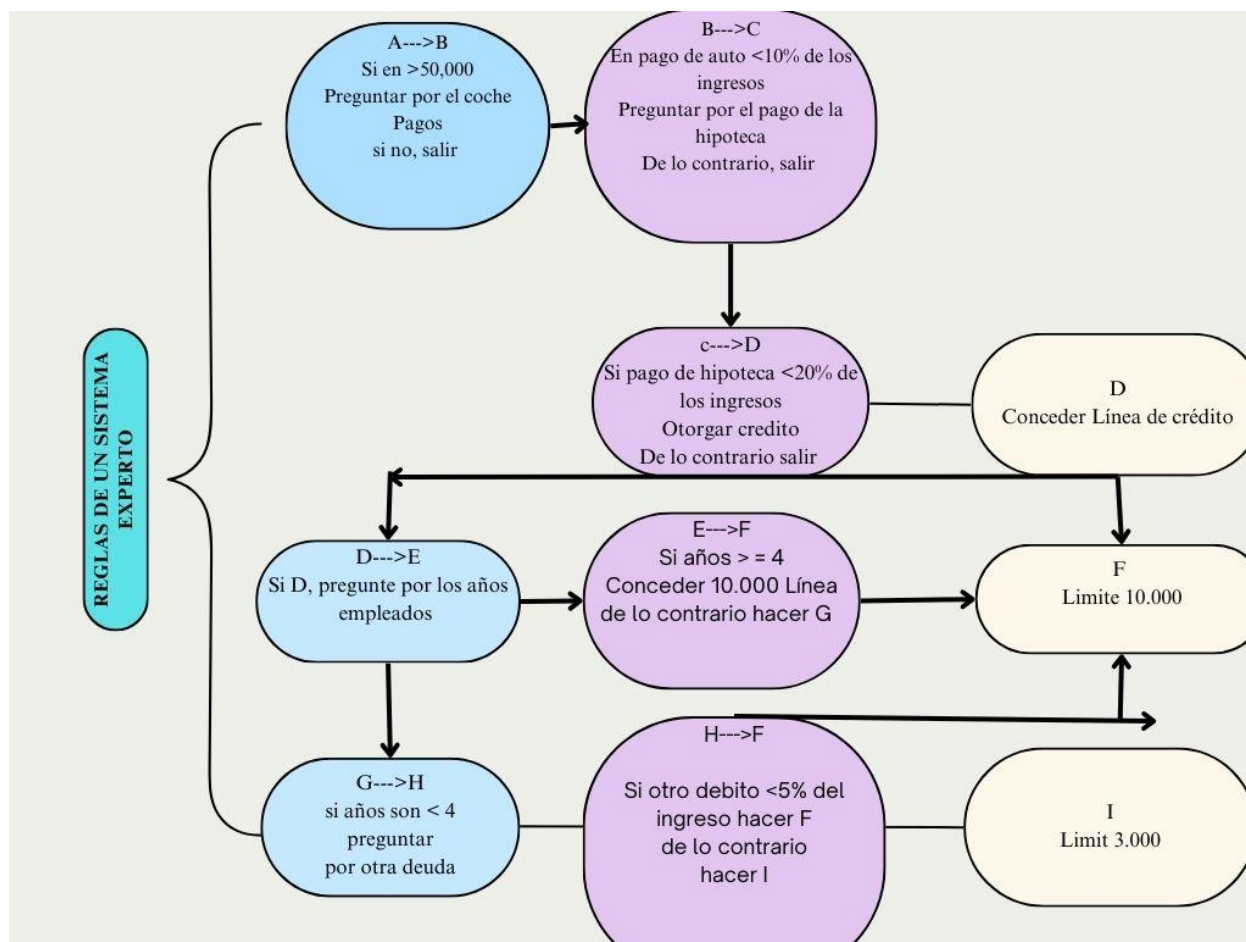 REGLAS DE UN SISTEMA
EXPERTO
A--->B
Si en >50,000
Preguntar por el coche
Pagos
si no, salir
B--->C
En pago de auto <10% de los
ingresos
Preguntar por el pago de la
hipoteca
De lo contrario, salir
c--->D
Si pago de hipoteca <20% de
los ingresos
Otorgar credito
De lo contrario salir
D
Conceder Línea de crédito
D--->E
Si D, pregunte por los años
empleados
E--->F
Si años > = 4
Conceder 10.000 Línea
de lo contrario hacer G
F
Limite 10.000
G--->H
si años son < 4
preguntar
por otra deuda
H--->F
Si otro debito <5% del
ingreso hacer F
de lo contrario
hacer I
I
Limit 3.000